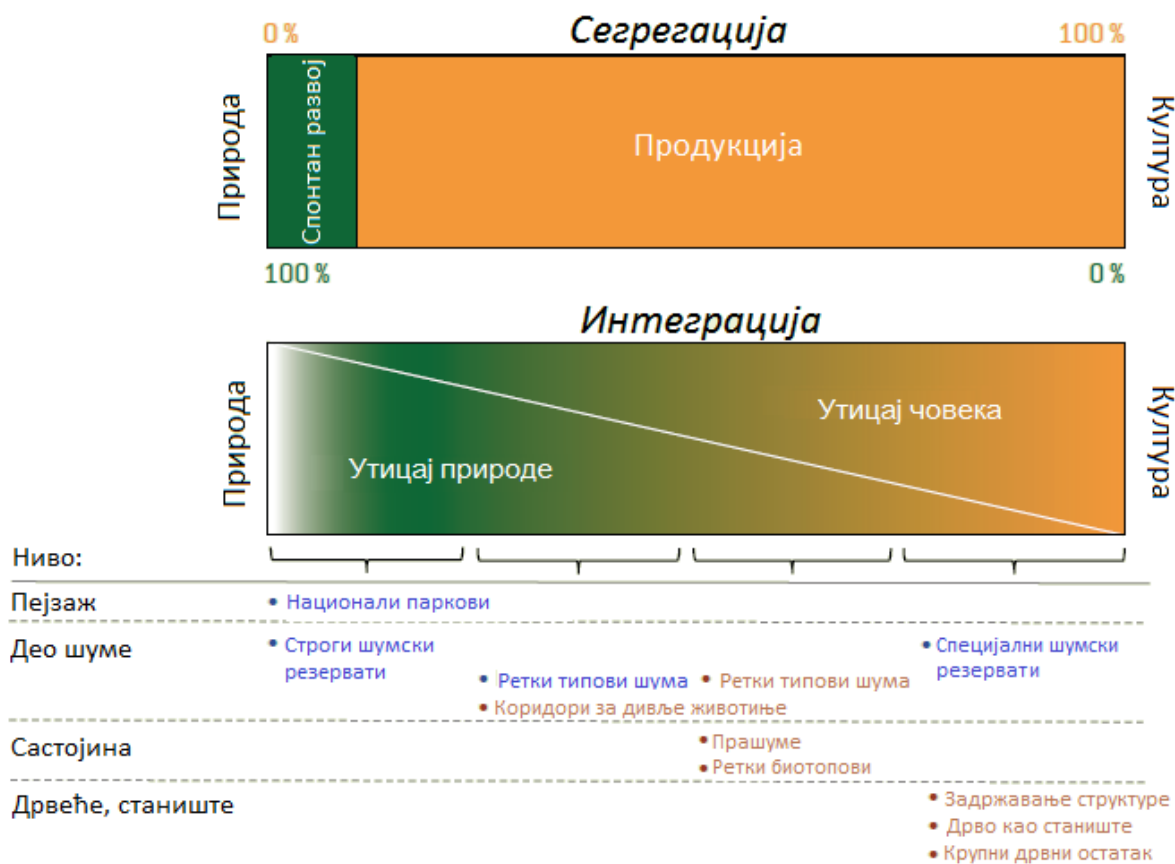 0 %
Сегрегација
100 %
Природа
Спонтан развој
Продукција
Култура
100 %
0 %
Интеграција
Природа
Утицај природе
Утицај човека
Култура
Ниво:
Пејзаж
• Национали паркови
Део шуме
• Строги шумски
резервати
• Ретки типови шума
• Коридори за дивље животиње
• Ретки типови шума
• Специјални шумски
резервати
Састојина
• Прашуме
• Ретки биотопови
Дрвеће, станиште
• Задржавање структуре
• Дрво као станиште
• Крупни дрвни остатак